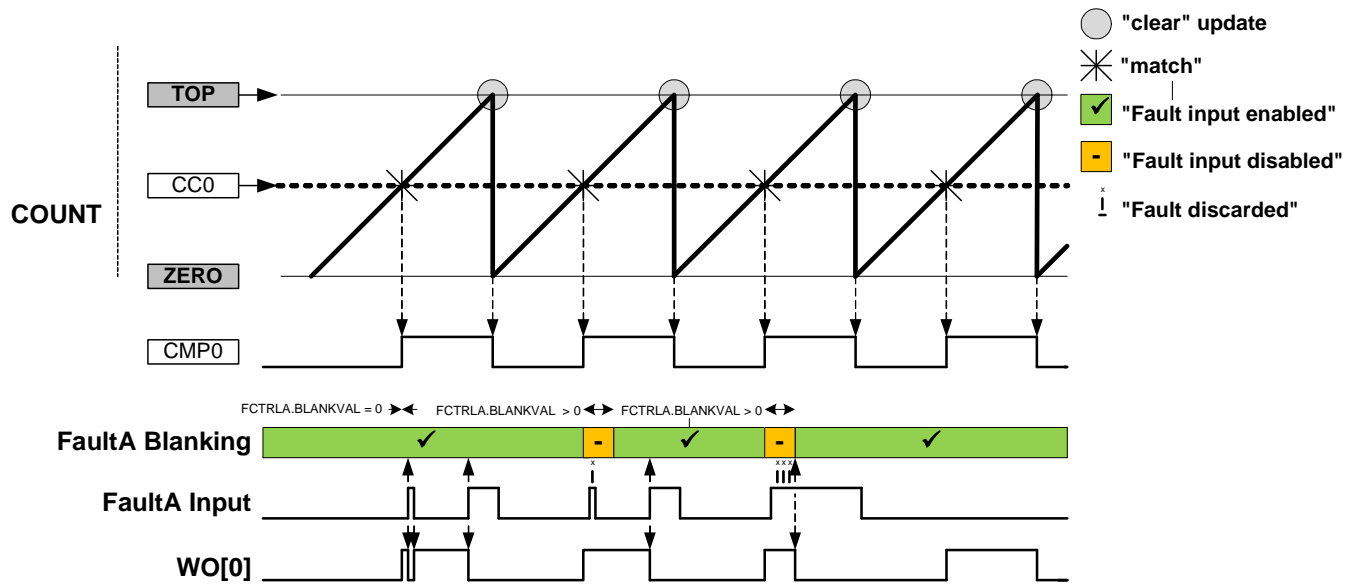 "clear" update
"match"
TOP
"Fault input enabled"
"Fault input disabled"
-
CC0
x
"Fault discarded"
COUNT
ZERO
CMP0
FCTRLA.BLANKVAL = 0 FCTRLA.BLANKVAL > 0 FCTRLA.BLANKVAL > 0
FaultA Blanking ✓ - ✓ - ✓
x xxx
FaultA Input
WO[0]